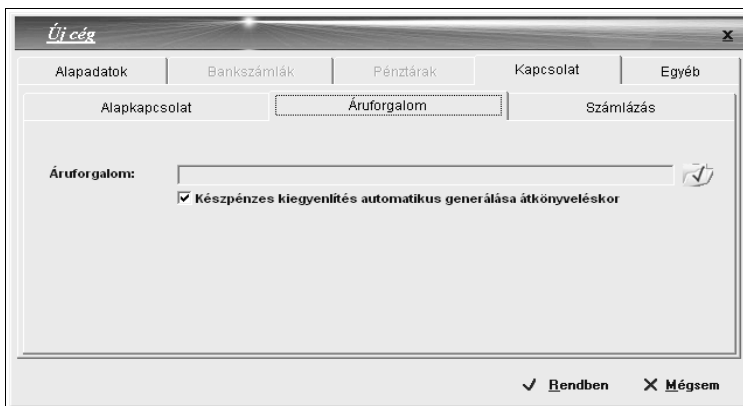 Új cég
x
Alapadatok Bankszámlák Pénztárak Kapcsolat Egyéb
Alapkapcsolat Áruforgalom Számlázás
Áruforgalom:
Készpénzes kiegyenlítés automatikus generálása átkönyveléskor
Rendben Mégsem